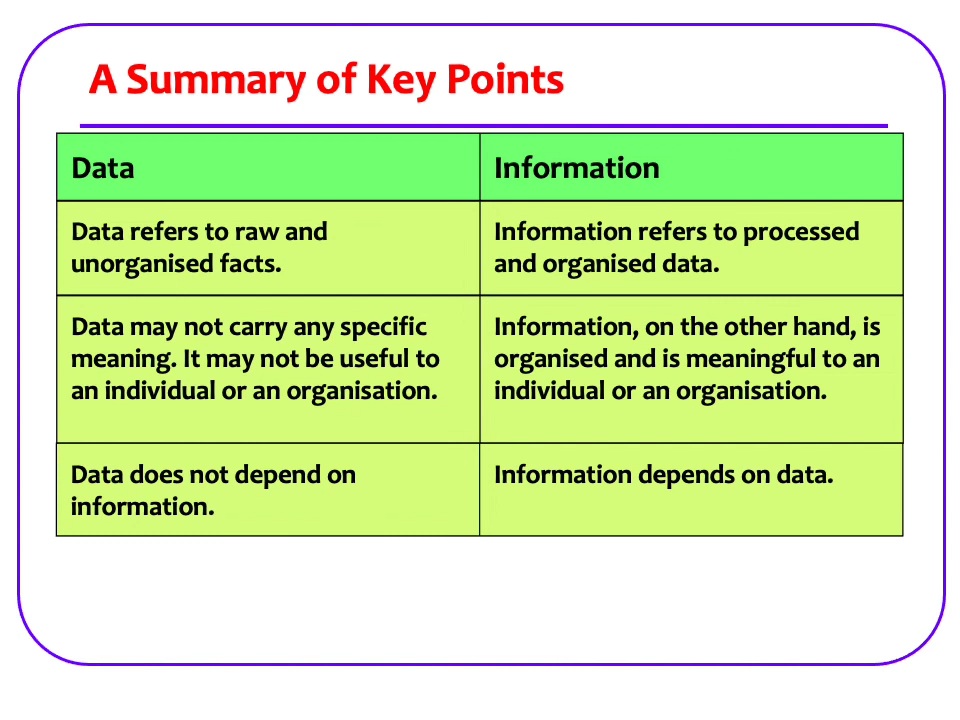 A Summary of Key Points
Data
Information
Data refers to raw and
unorganised facts.
Information refers to processed
and organised data.
Data may not carry any specific
meaning. It may not be useful to
an individual or an organisation.
Information, on the other hand, is
organised and is meaningful to an
individual or an organisation.
Data does not depend on
information.
Information depends on data.